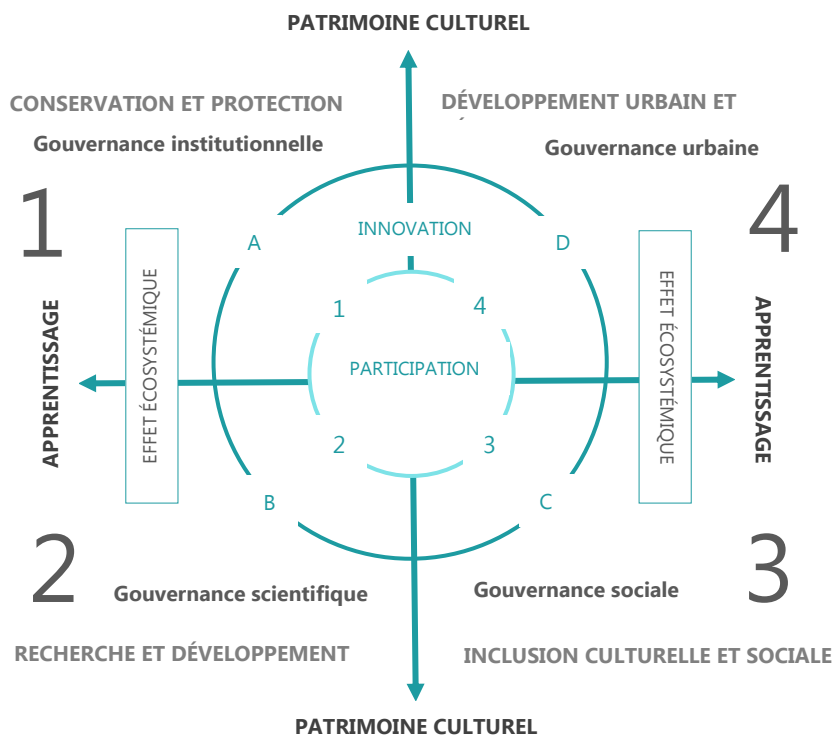 PATRIMOINE CULTUREL
CONSERVATION ET PROTECTION
DÉVELOPPEMENT URBAIN ET
Gouvernance institutionnelle
Gouvernance urbaine
1
4
A
INNOVATION
D
1
4
APPRENTISSAGE
EFFET ÉCOSYSTÉMIQUE
PARTICIPATION
EFFET ÉCOSYSTÉMIQUE
APPRENTISSAGE
2
3
B
C
2
3
Gouvernance scientifique
Gouvernance sociale
RECHERCHE ET DÉVELOPPEMENT
INCLUSION CULTURELLE ET SOCIALE
PATRIMOINE CULTUREL